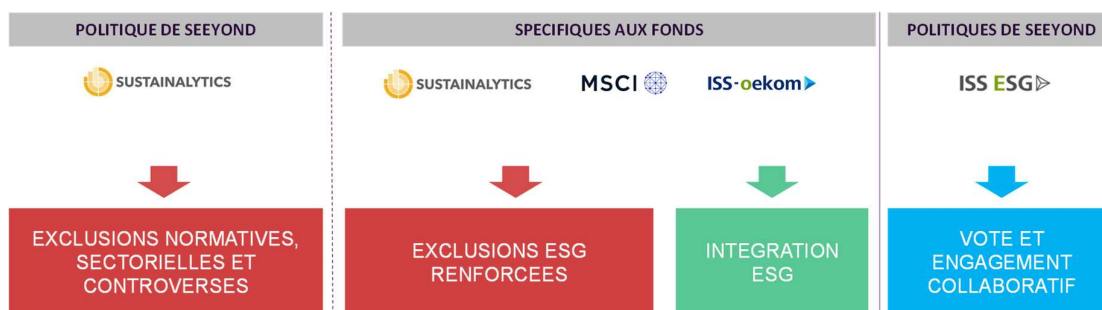 POLITIQUE DE SEEYOND
SPECIFIQUES AUX FONDS
POLITIQUES DE SEEYOND
SUSTAINALYTICS
SUSTAINALYTICS
MSCI
ISS-oekom
ISS ESG
EXCLUSIONS NORMATIVES,
SECTORIELLES ET
CONTROVERSES
EXCLUSIONS ESG
RENFORCEES
INTEGRATION
ESG
VOTE ET
ENGAGEMENT
COLLABORATIF